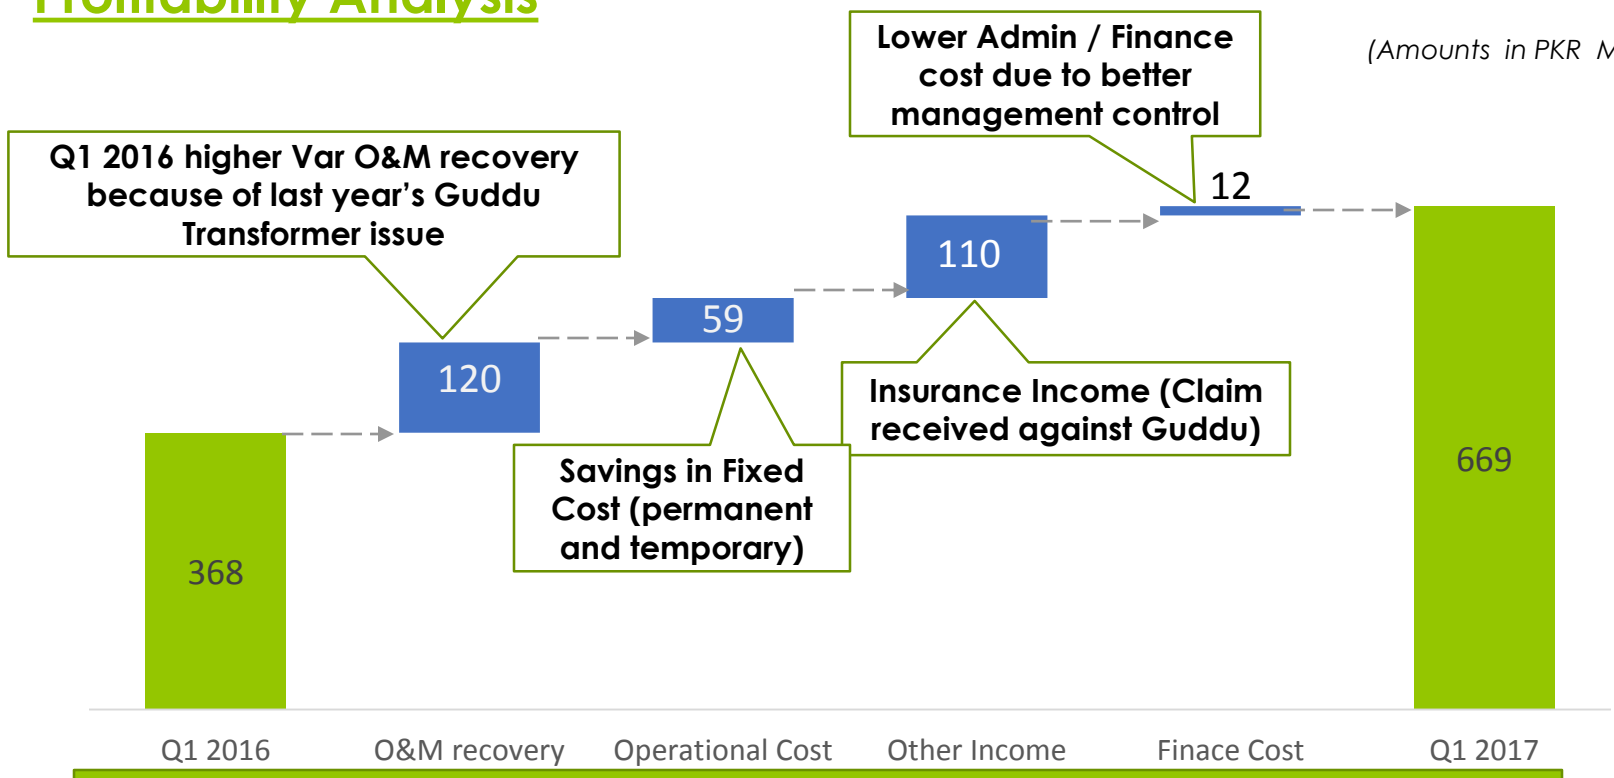 Profitability Analysis
(Amounts in PKR M
Lower Admin / Finance
cost due to better
management control
Q1 2016 higher Var O&M recovery
because of last year’s Guddu
Transformer issue
12
110
59
120
Insurance Income (Claim
received against Guddu)
Savings in Fixed
Cost (permanent
and temporary)
669
368
Q1 2016
O&M recovery
Operational Cost
Other Income
Finace Cost
Q1 2017